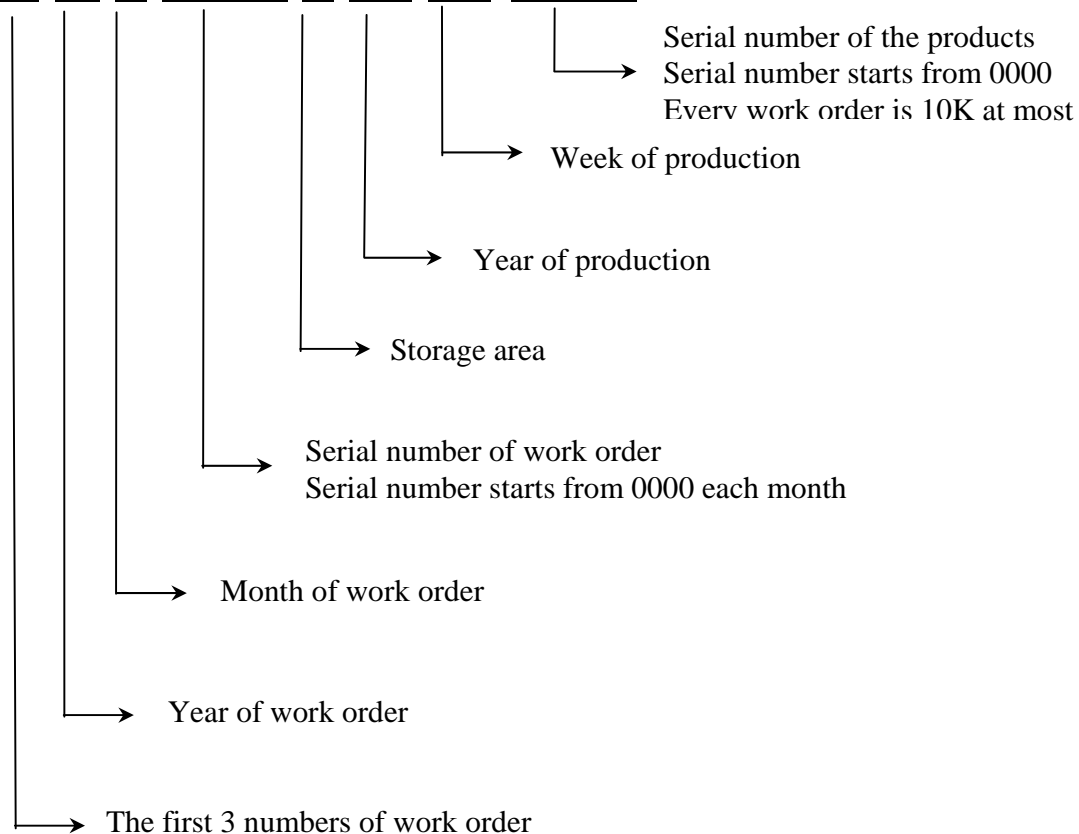 Serial number of the products
Serial number starts from 0000
Every work order is 10K at most
Week of production
Year of production
Storage area
Serial number of work order
Serial number starts from 0000 each month
Month of work order
Year of work order
The first 3 numbers of work order